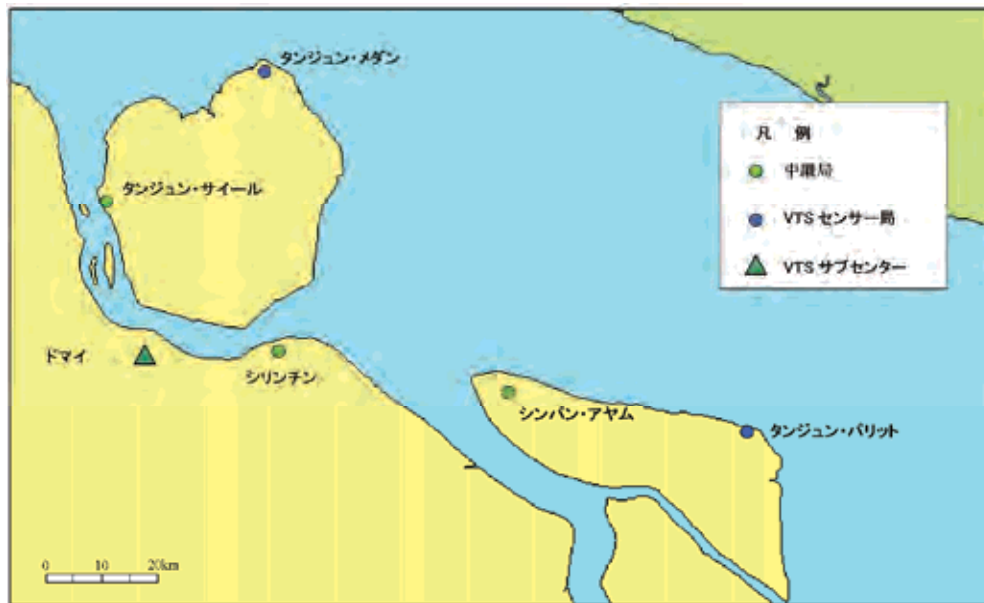 タンジュン・メダン
凡 例
中継局
タンジュン・サイール
VTS センサー局
VTS サブセンター
ドマイ
シリンチン
シンパン・アヤム
タンジュン・パリット
0 10 20km